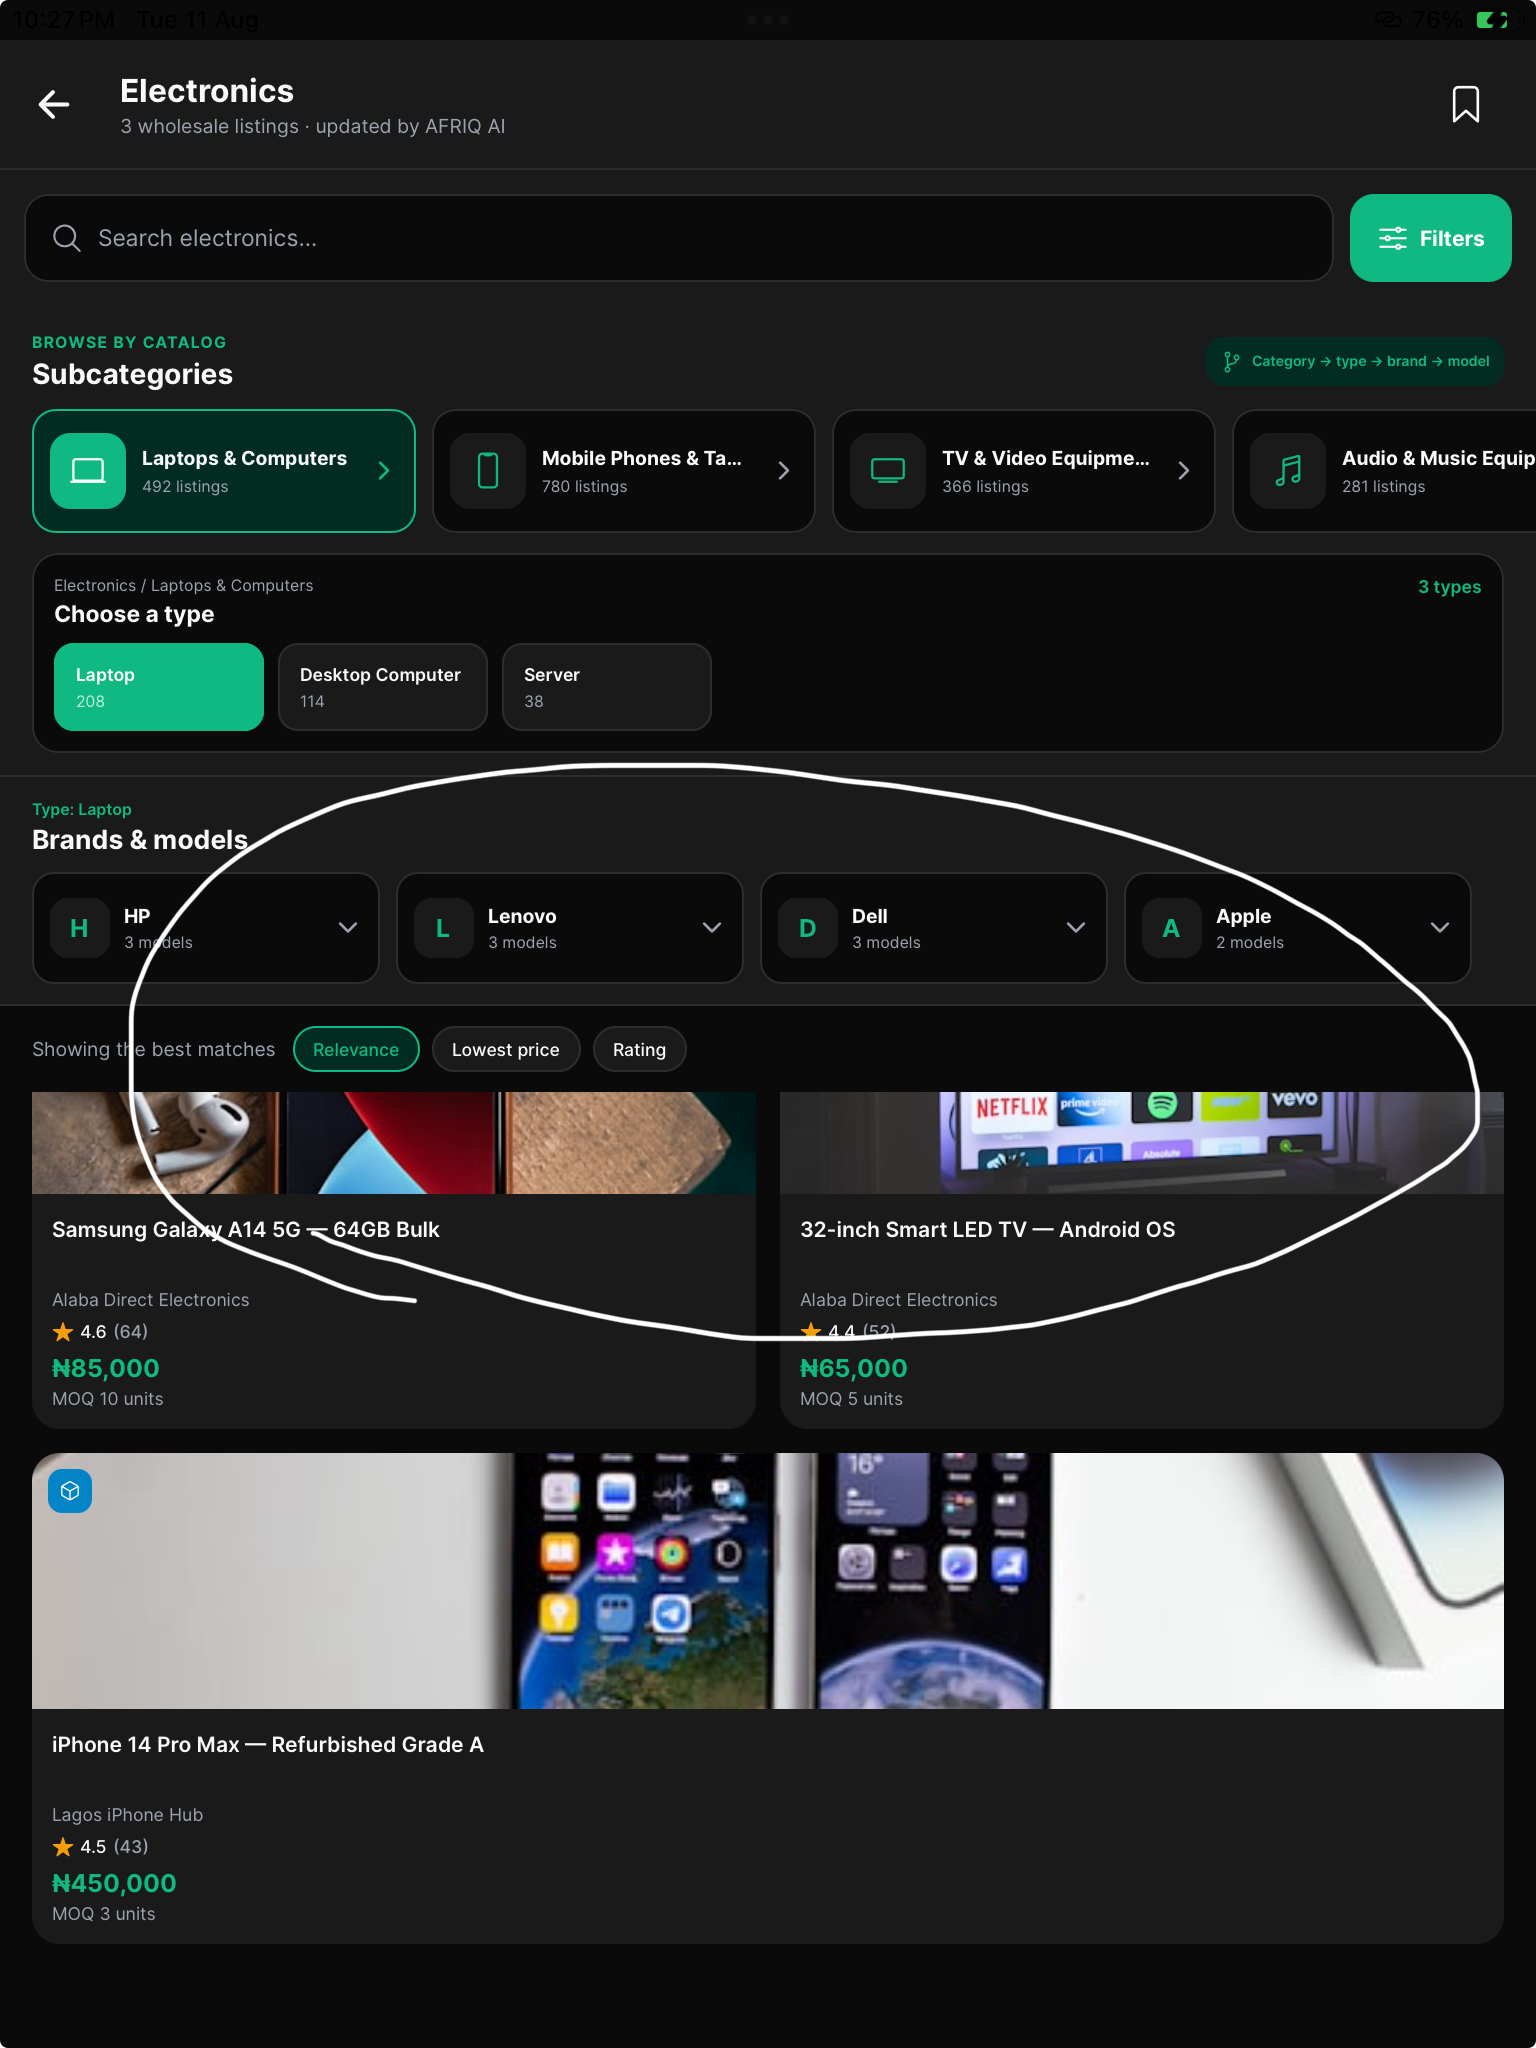 10:27 PM Tue 11 Aug
76%
Electronics
3 wholesale listings · updated by AFRIQ AI
Search electronics...
Filters
BROWSE BY CATALOG
Subcategories
Category → type → brand → model
Laptops & Computers
492 listings
Mobile Phones & Ta...
780 listings
TV & Video Equipme...
366 listings
Audio & Music Equip
281 listings
Electronics / Laptops & Computers
3 types
Choose a type
Laptop
208
Desktop Computer
114
Server
38
Type: Laptop
Brands & models
H
HP
3 models
L
Lenovo
3 models
D
Dell
3 models
A
Apple
2 models
Showing the best matches
Relevance
Lowest price
Rating
NETFLIX
prime video
vevo
Absolute
Samsung Galaxy A14 5G — 64GB Bulk
Alaba Direct Electronics
4.6 (64)
₦85,000
MOQ 10 units
32-inch Smart LED TV — Android OS
Alaba Direct Electronics
4.4 (52)
₦65,000
MOQ 5 units
16°
iPhone 14 Pro Max — Refurbished Grade A
Lagos iPhone Hub
4.5 (43)
₦450,000
MOQ 3 units